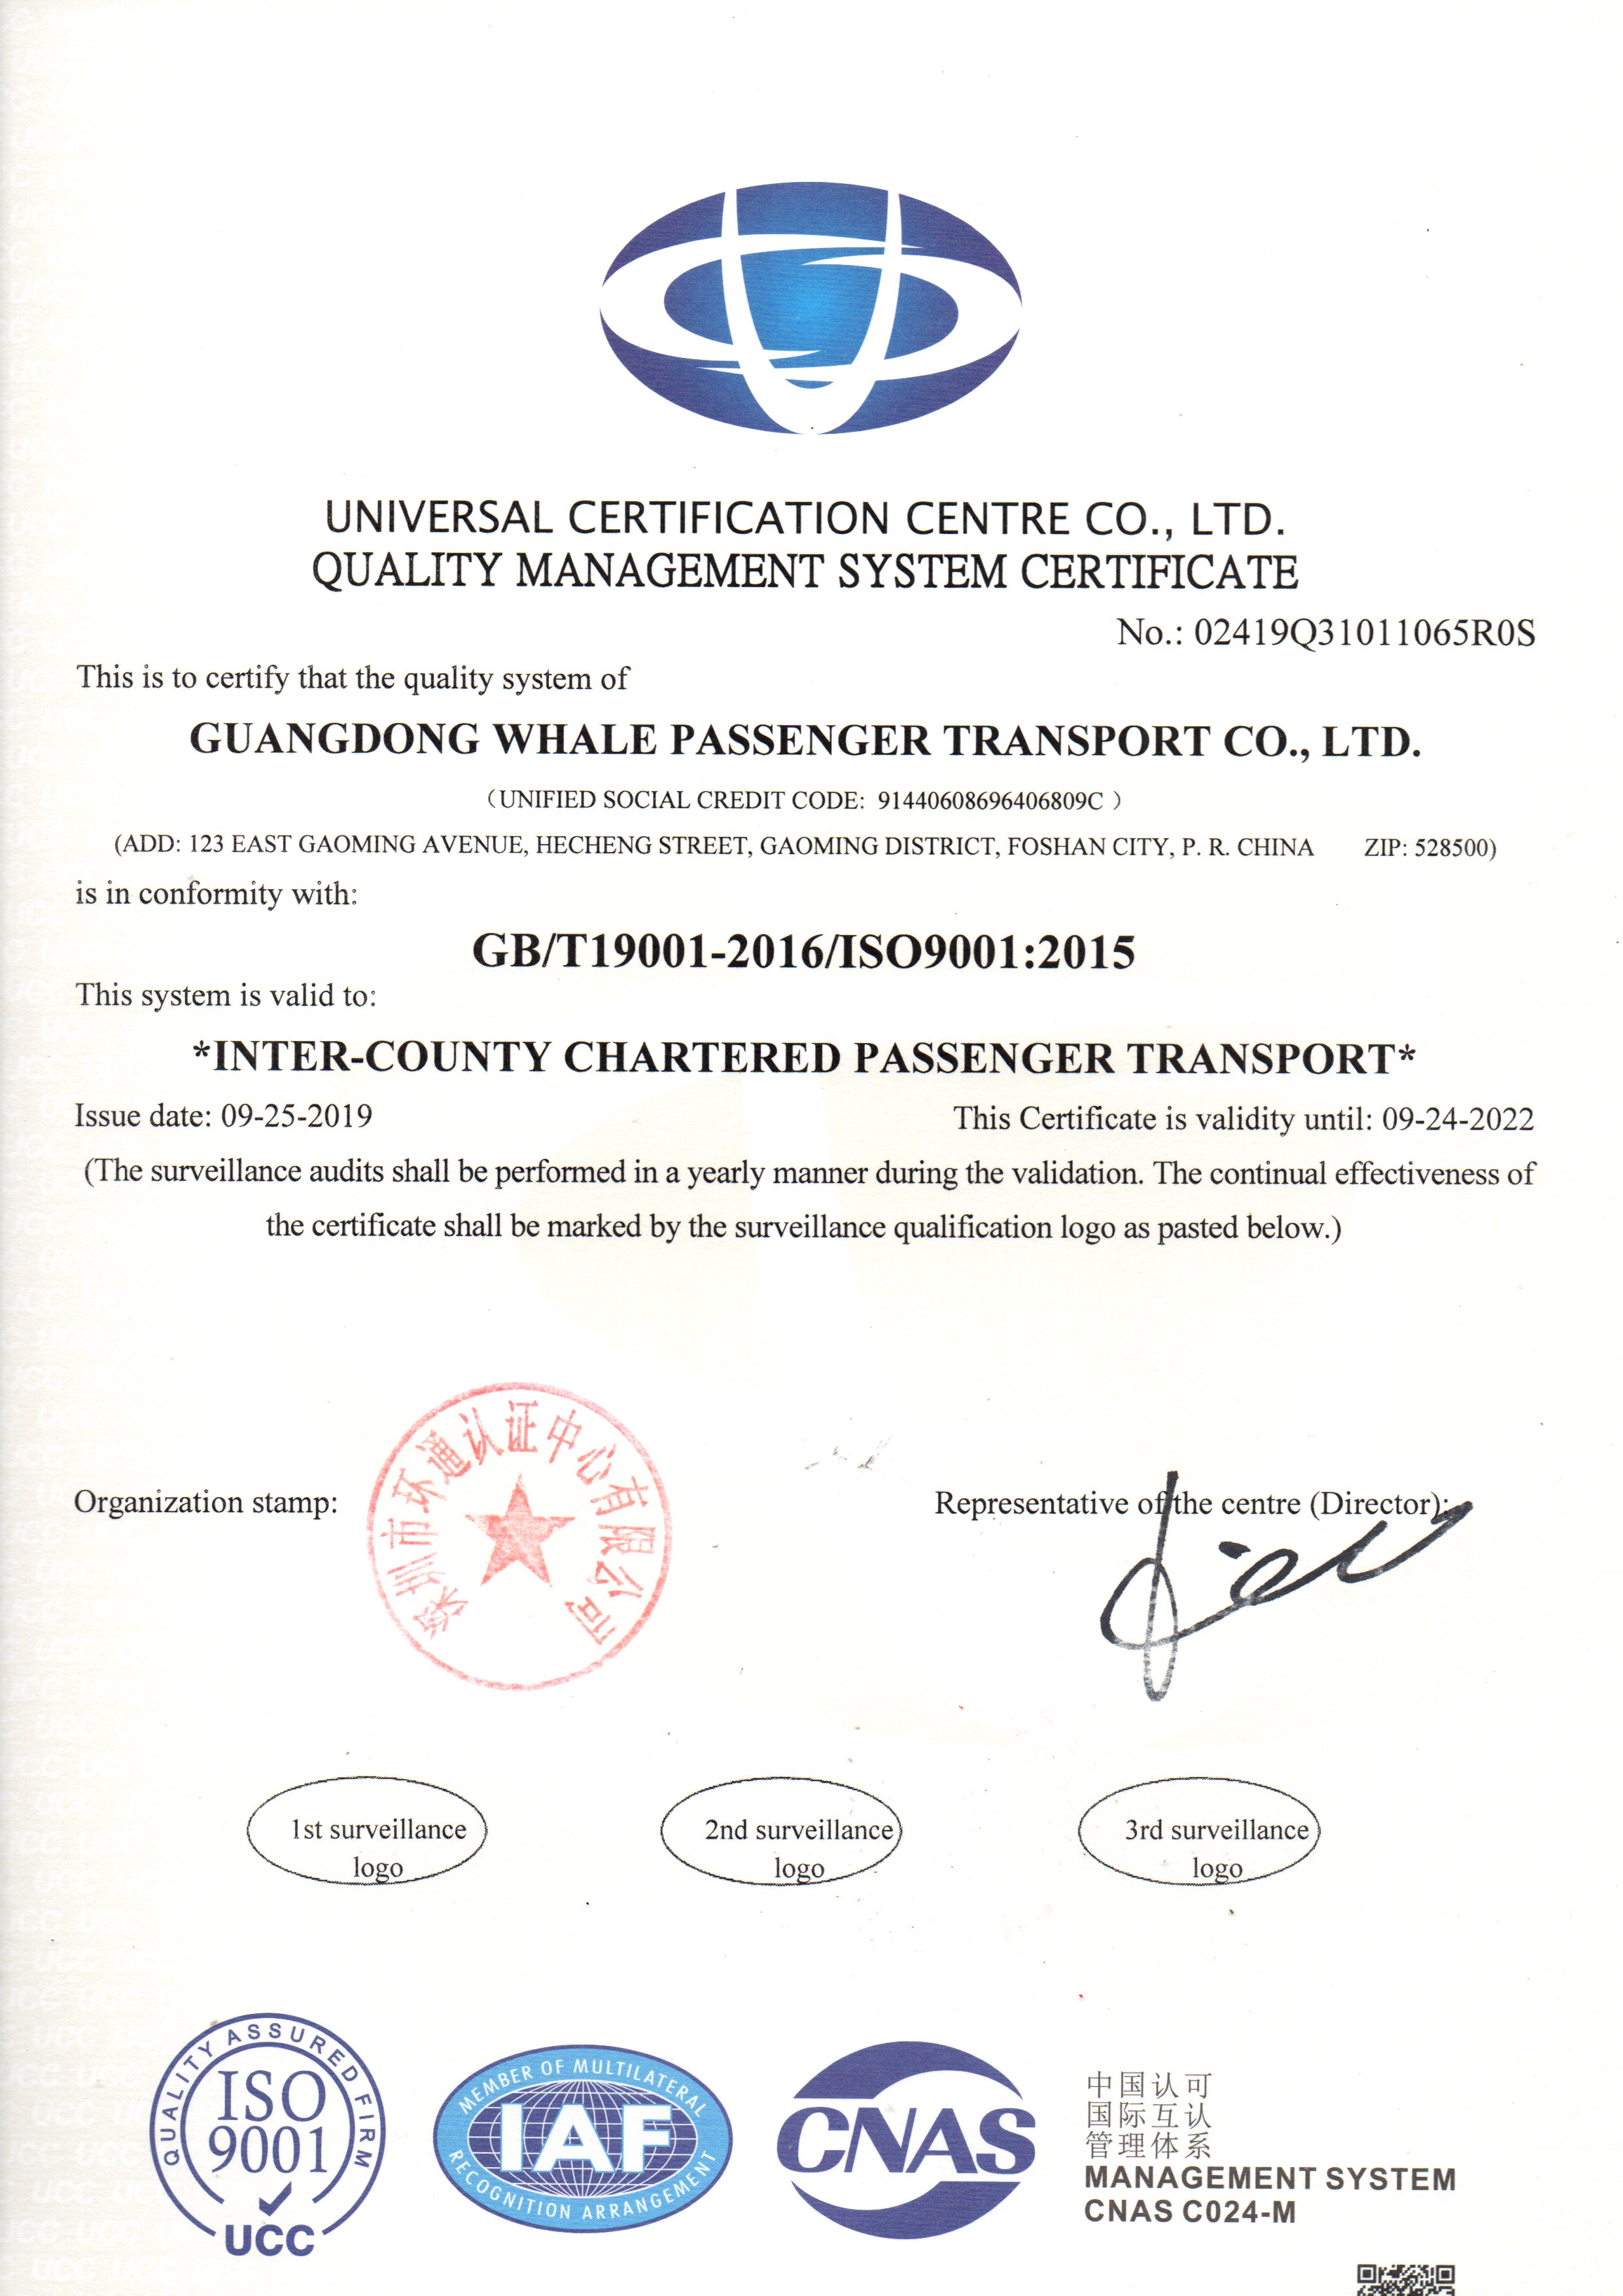 UNIVERSAL CERTIFICATION CENTRE CO., LTD.
QUALITY MANAGEMENT SYSTEM CERTIFICATE
No.: 02419Q31011065R0S
This is to certify that the quality system of
GUANGDONG WHALE PASSENGER TRANSPORT CO., LTD.
（UNIFIED SOCIAL CREDIT CODE: 91440608696406809C ）
(ADD: 123 EAST GAOMING AVENUE, HECHENG STREET, GAOMING DISTRICT, FOSHAN CITY, P. R. CHINA ZIP: 528500)
is in conformity with:
GB/T19001-2016/ISO9001:2015
This system is valid to:
*INTER-COUNTY CHARTERED PASSENGER TRANSPORT*
Issue date: 09-25-2019
This Certificate is validity until: 09-24-2022
(The surveillance audits shall be performed in a yearly manner during the validation. The continual effectiveness of
the certificate shall be marked by the surveillance qualification logo as pasted below.)
Organization stamp:
深圳市环通认证中心有限公司
Representative of the centre (Director):
1st surveillance
logo
2nd surveillance
logo
3rd surveillance
logo
QUALITY ASSURED FIRM
ISO
9001
UCC
MEMBER OF MULTILATERAL
IAF
RECOGNITION ARRANGEMENT
CNAS
中国认可
国际互认
管理体系
MANAGEMENT SYSTEM
CNAS C024-M